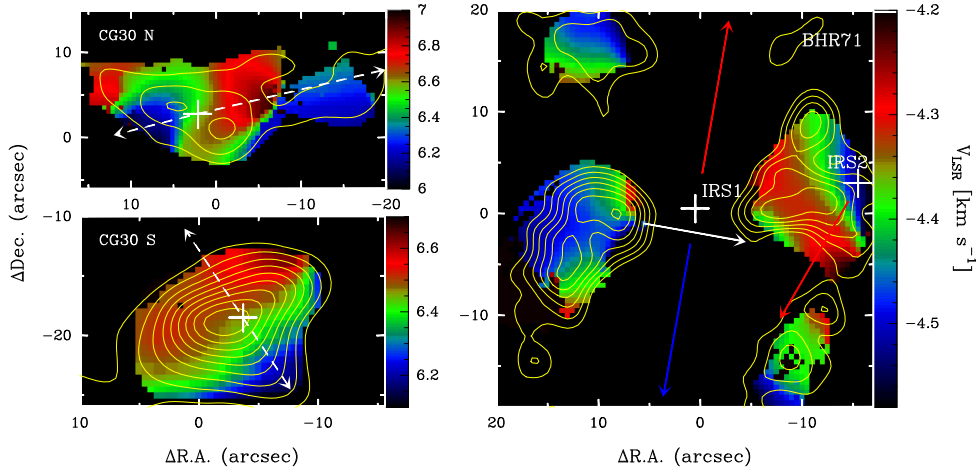 CG30 N
10
0
10 0 -10 -20
7
6.8
6.6
6.4
6.2
6
ΔDec. (arcsec)
CG30 S
-10
-20
10 0 -10
6.6
6.4
6.2
ΔR.A. (arcsec)
BHR71
IRS2
IRS1
20
10
0
-10
20 10 0 -10
ΔR.A. (arcsec)
-4.2
-4.3
-4.4
-4.5
V_LSR [km s⁻¹]